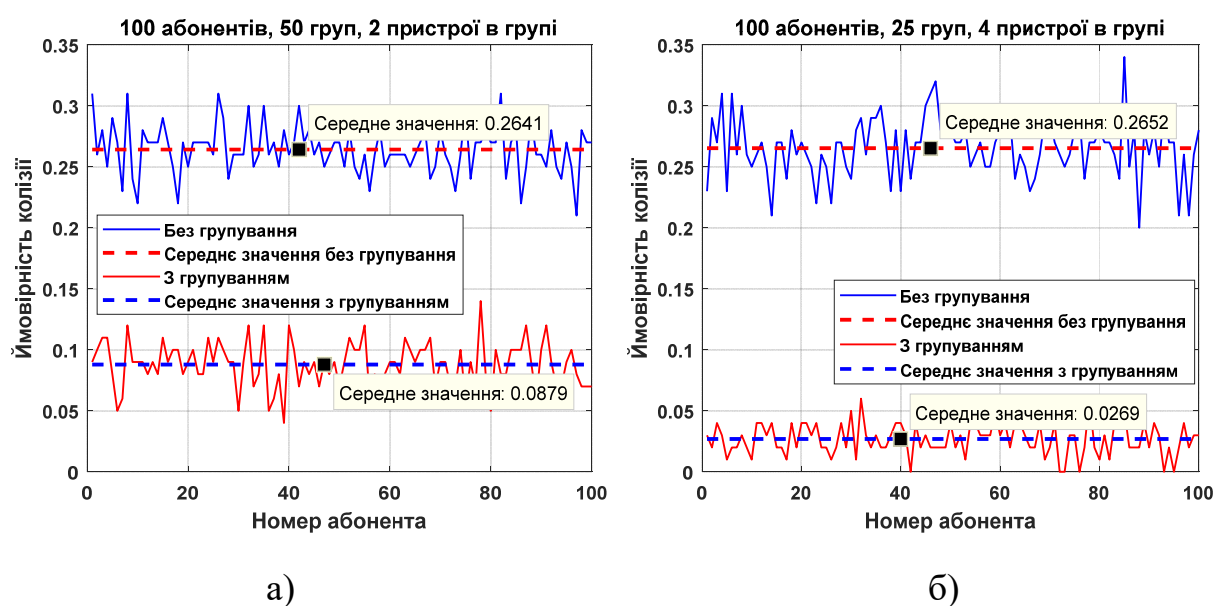 100 абонентів, 50 груп, 2 пристрої в групі
0.35
0.3
0.25
0.2
0.15
0.1
0.05
0
Ймовірність колізії
Середне значення: 0.2641
Без групування
Середнє значення без групування
З групуванням
Середнє значення з групуванням
Середне значення: 0.0879
0 20 40 60 80 100
Номер абонента
а)
100 абонентів, 25 груп, 4 пристрої в групі
0.35
0.3
0.25
0.2
0.15
0.1
0.05
0
Ймовірність колізії
Середне значення: 0.2652
Без групування
Середнє значення без групування
З групуванням
Середнє значення з групуванням
Середне значення: 0.0269
0 20 40 60 80 100
Номер абонента
б)